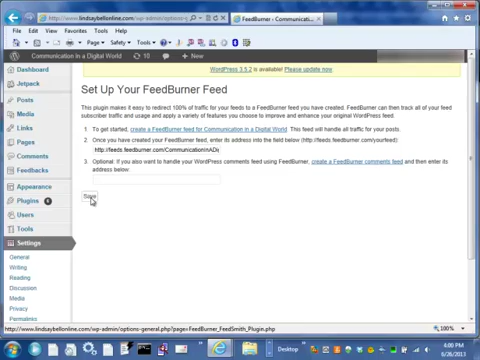 http://www.lindsaybellonline.com/wp-admin/options-g
FeedBurner - Communicati...
File Edit View Favorites Tools Help
Page Safety Tools
Communication In A Digital World 10 + New
Dashboard
WordPress 3.5.2 is available! Please update now.
Jetpack
Set Up Your FeedBurner Feed
Posts
This plugin makes it easy to redirect 100% of traffic for your feeds to a FeedBurner feed you have created. FeedBurner can then track all of your feed
Media
subscriber traffic and usage and apply a variety of features you choose to improve and enhance your original WordPress feed.
Links
1. To get started, create a FeedBurner feed for Communication In a Digital World. This feed will handle all traffic for your posts.
Pages
2. Once you have created your FeedBurner feed, enter its address into the field below (http://feeds.feedburner.com/yourfeed):
Comments
http://feeds.feedburner.com/CommunicationInADi
Feedbacks
3. Optional: If you also want to handle your WordPress comments feed using FeedBurner, create a FeedBurner comments feed and then enter its
address below:
Appearance
Save
Plugins
Users
Tools
Settings
General
Writing
Reading
Discussion
Media
Privacy
Permalinks
http://www.lindsaybellonline.com/wp-admin/options-general.php?page=FeedBurner_FeedSmith_Plugin.php
100%
Desktop
4:00 PM
6/26/2013